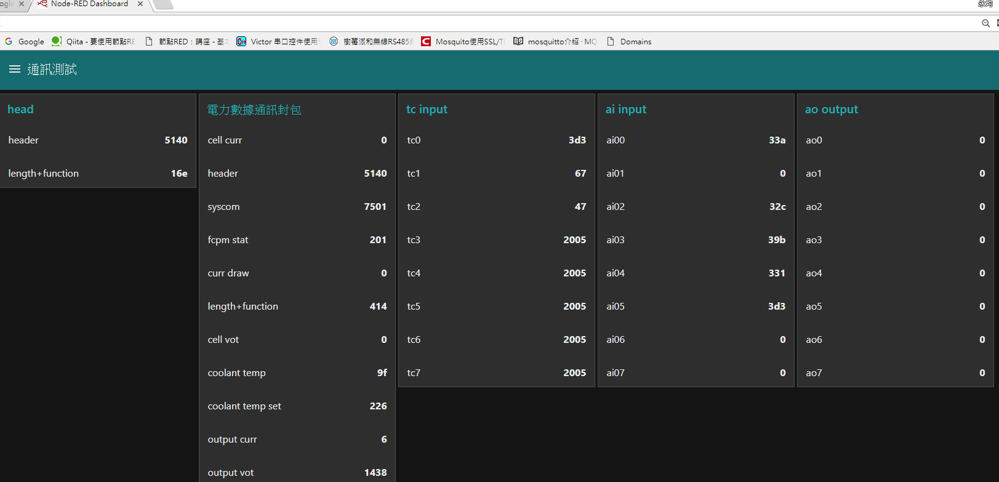 Node-RED Dashboard
Google
Qiita - 要使用節點RE
節點RED：講座 - 基
Victor 串口控件使用
樹莓派和無線RS485
Mosquito使用SSL/T
mosquitto介紹 · MQ
Domains
通訊測試
head
header 5140
length+function 16e
電力數據通訊封包
cell curr 0
header 5140
syscom 7501
fcpm stat 201
curr draw 0
length+function 414
cell vot 0
coolant temp 9f
coolant temp set 226
output curr 6
output vot 1438
tc input
tc0 3d3
tc1 67
tc2 47
tc3 2005
tc4 2005
tc5 2005
tc6 2005
tc7 2005
ai input
ai00 33a
ai01 0
ai02 32c
ai03 39b
ai04 331
ai05 3d3
ai06 0
ai07 0
ao output
ao0 0
ao1 0
ao2 0
ao3 0
ao4 0
ao5 0
ao6 0
ao7 0